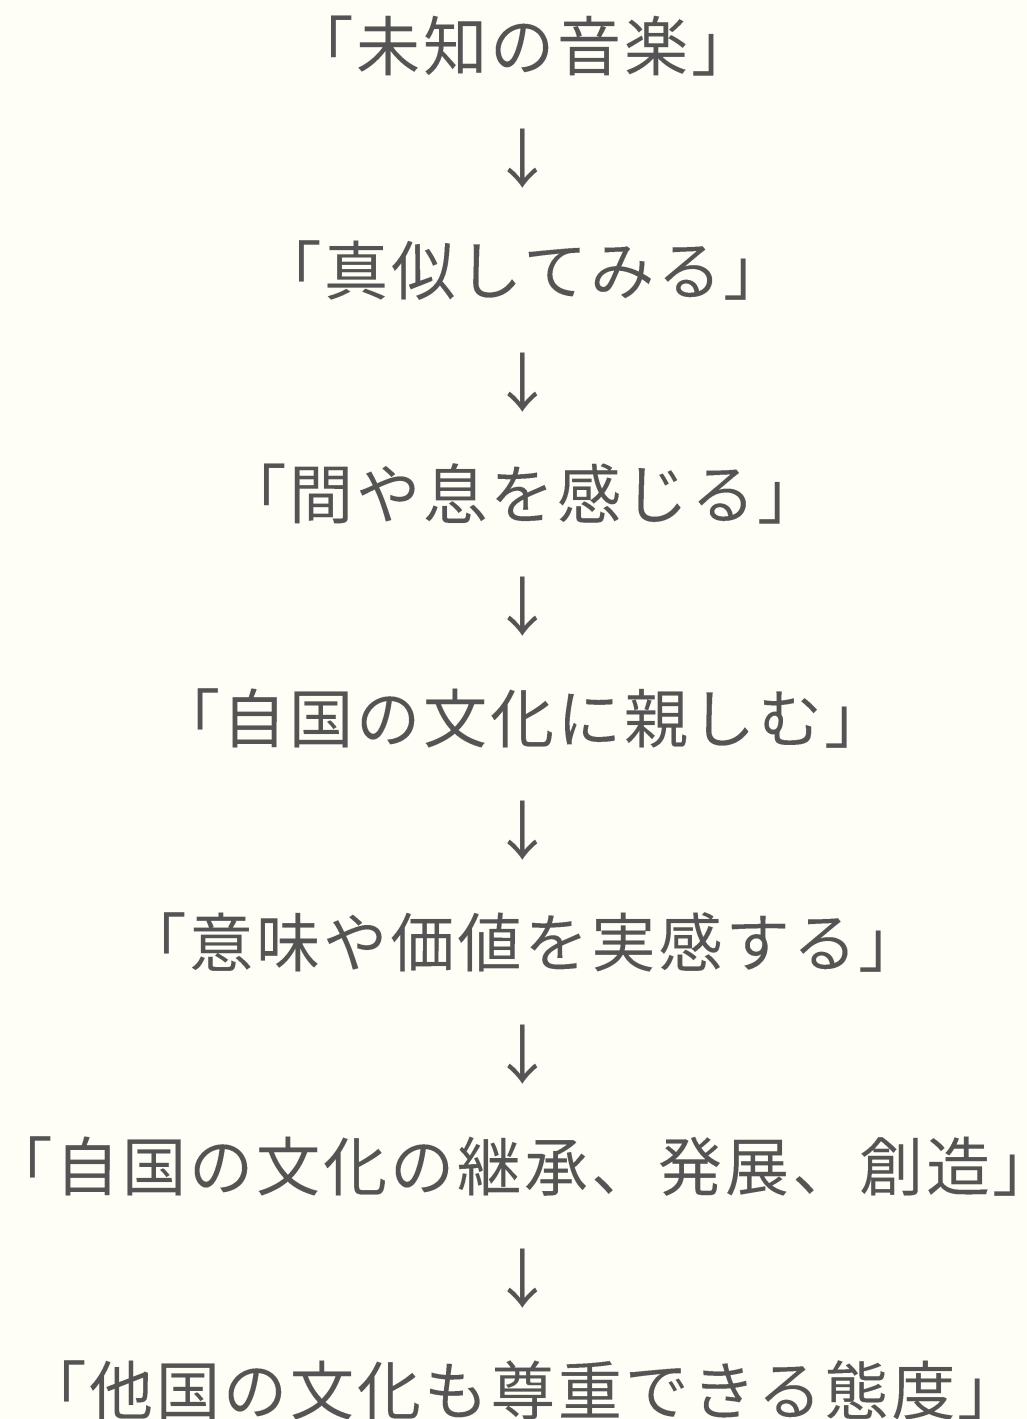 「未知の音楽」
↓
「真似してみる」
↓
「間や息を感じる」
↓
「自国の文化に親しむ」
↓
「意味や価値を実感する」
↓
「自国の文化の継承、発展、創造」
↓
「他国の文化も尊重できる態度」